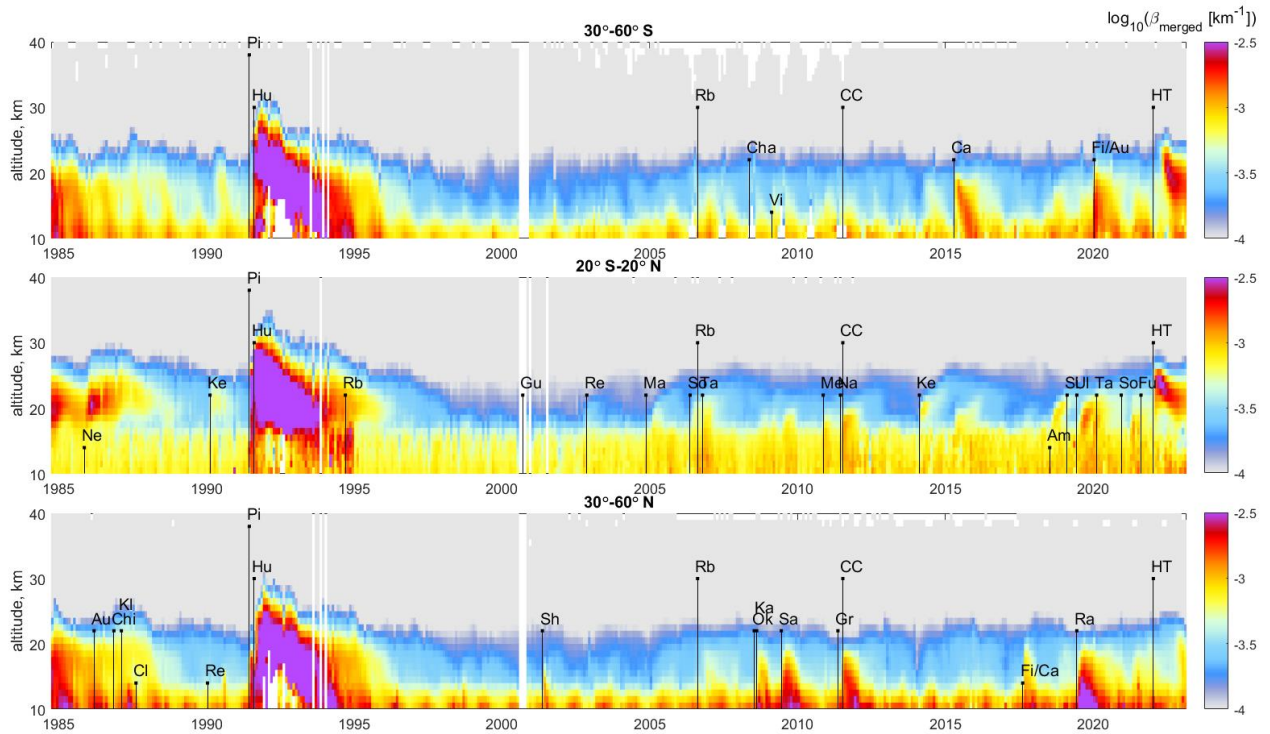 log10(βmerged [km-1])
30°-60° S
altitude, km
40
30
20
10
Pi
Hu
Rb
CC
HT
Cha
Vi
Ca
Fi/Au
1985
1990
1995
2000
2005
2010
2015
2020
-2.5
-3
-3.5
-4
20° S-20° N
altitude, km
40
30
20
10
Pi
Hu
Rb
CC
HT
Ne
Ke
Rb
Gu
Re
Ma
So
Ta
Me
Na
Ke
Am
Si
Ul
Ta
So
Fu
1985
1990
1995
2000
2005
2010
2015
2020
-2.5
-3
-3.5
-4
30°-60° N
altitude, km
40
30
20
10
Pi
Hu
Rb
CC
HT
Au
Chi
Kl
Cl
Re
Sh
Ka
Ok
Sa
Gr
Fi/Ca
Ra
1985
1990
1995
2000
2005
2010
2015
2020
-2.5
-3
-3.5
-4